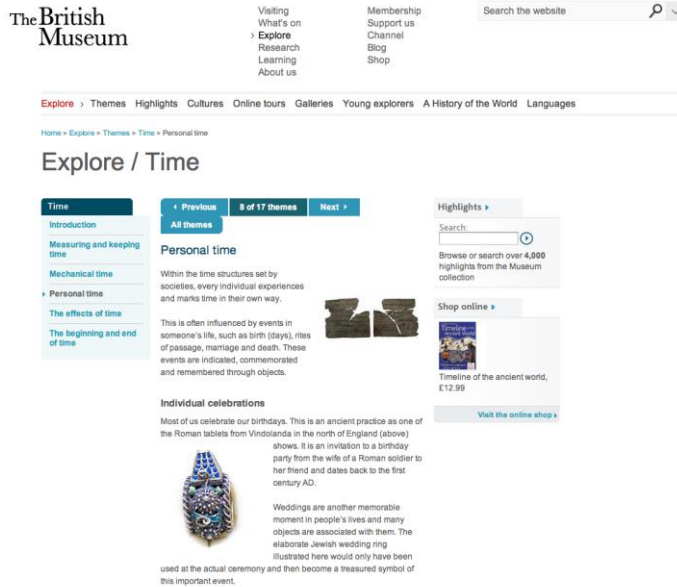 The British
Museum
Visiting
What's on
› Explore
Research
Learning
About us
Membership
Support us
Channel
Blog
Shop
Search the website
Explore › Themes Highlights Cultures Online tours Galleries Young explorers A History of the World Languages
Home » Explore » Themes » Time » Personal time
Explore / Time
Time
Introduction
Measuring and keeping
time
Mechanical time
Personal time
The effects of time
The beginning and end
of time
Previous 8 of 17 themes Next
All themes
Personal time
Within the time structures set by
societies, every individual experiences
and marks time in their own way.
This is often influenced by events in
someone's life, such as birth (days), rites
of passage, marriage and death. These
events are indicated, commemorated
and remembered through objects.
Individual celebrations
Most of us celebrate our birthdays. This is an ancient practice as one of
the Roman tablets from Vindolanda in the north of England (above)
shows. It is an invitation to a birthday
party from the wife of a Roman soldier to
her friend and dates back to the first
century AD.
Weddings are another memorable
moment in people's lives and many
objects are associated with them. The
elaborate Jewish wedding ring
illustrated here would only have been
used at the actual ceremony and then become a treasured symbol of
this important event.
Highlights
Search:
Browse or search over 4,000
highlights from the Museum
collection
Shop online
Timeline
Timeline of the ancient world,
£12.99
Visit the online shop